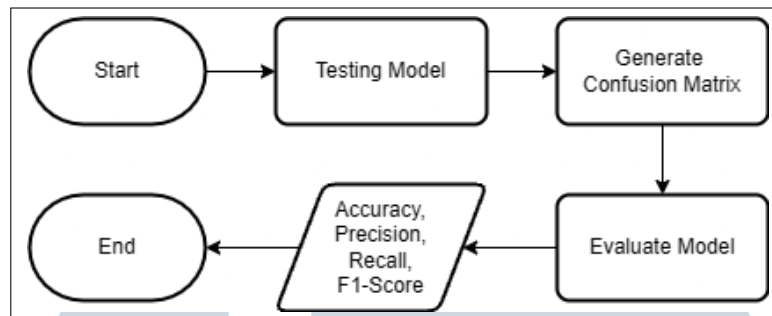 Start
Testing Model
Generate
Confusion Matrix
Evaluate Model
Accuracy,
Precision,
Recall,
F1-Score
End